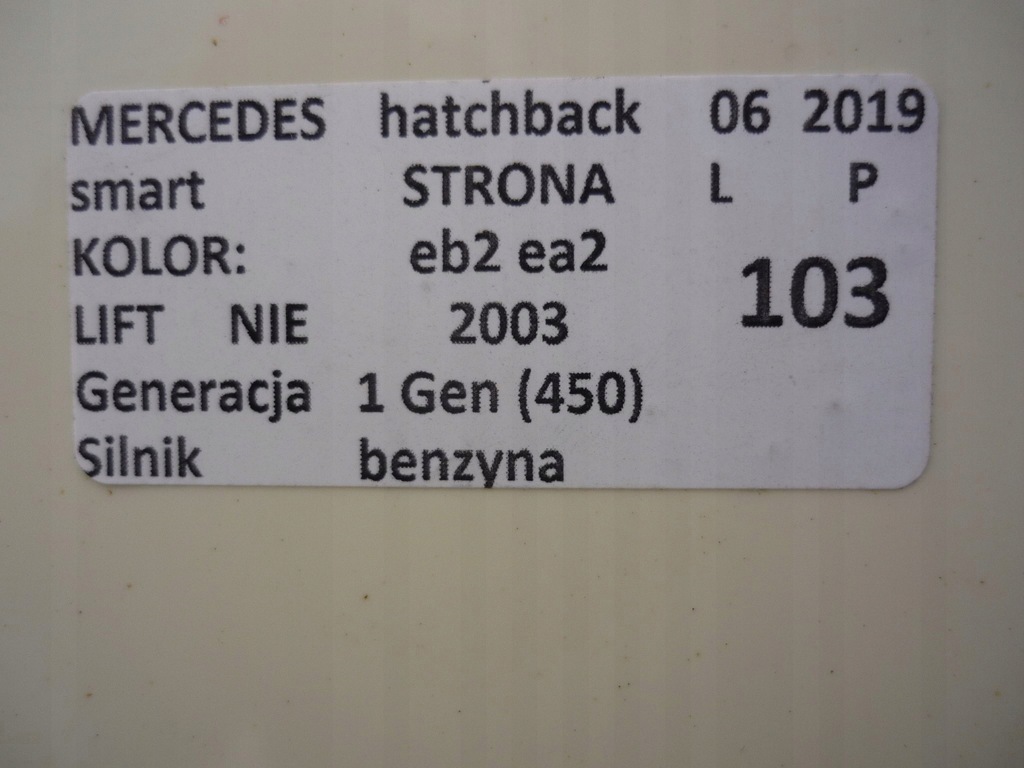 MERCEDES hatchback 06 2019
smart STRONA L P
KOLOR: eb2 ea2
103
LIFT NIE 2003
Generacja 1 Gen (450)
Silnik benzyna